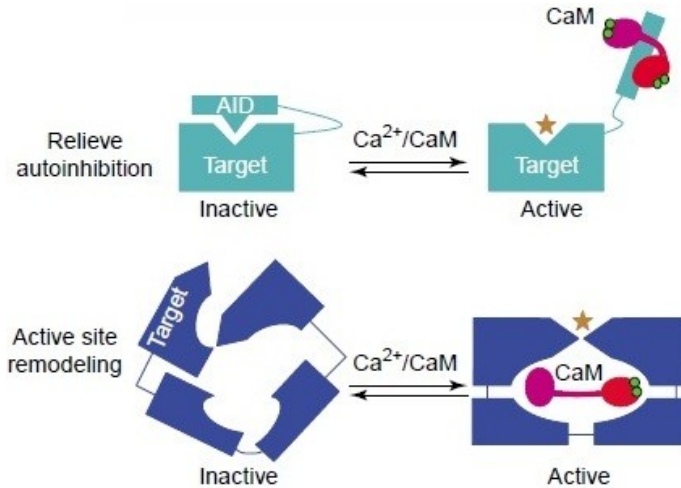 CaM
AID
Relieve
autoinhibition
Ca2+/CaM
Target
Target
Inactive
Active
Target
Active site
remodeling
Ca2+/CaM
CaM
Inactive
Active